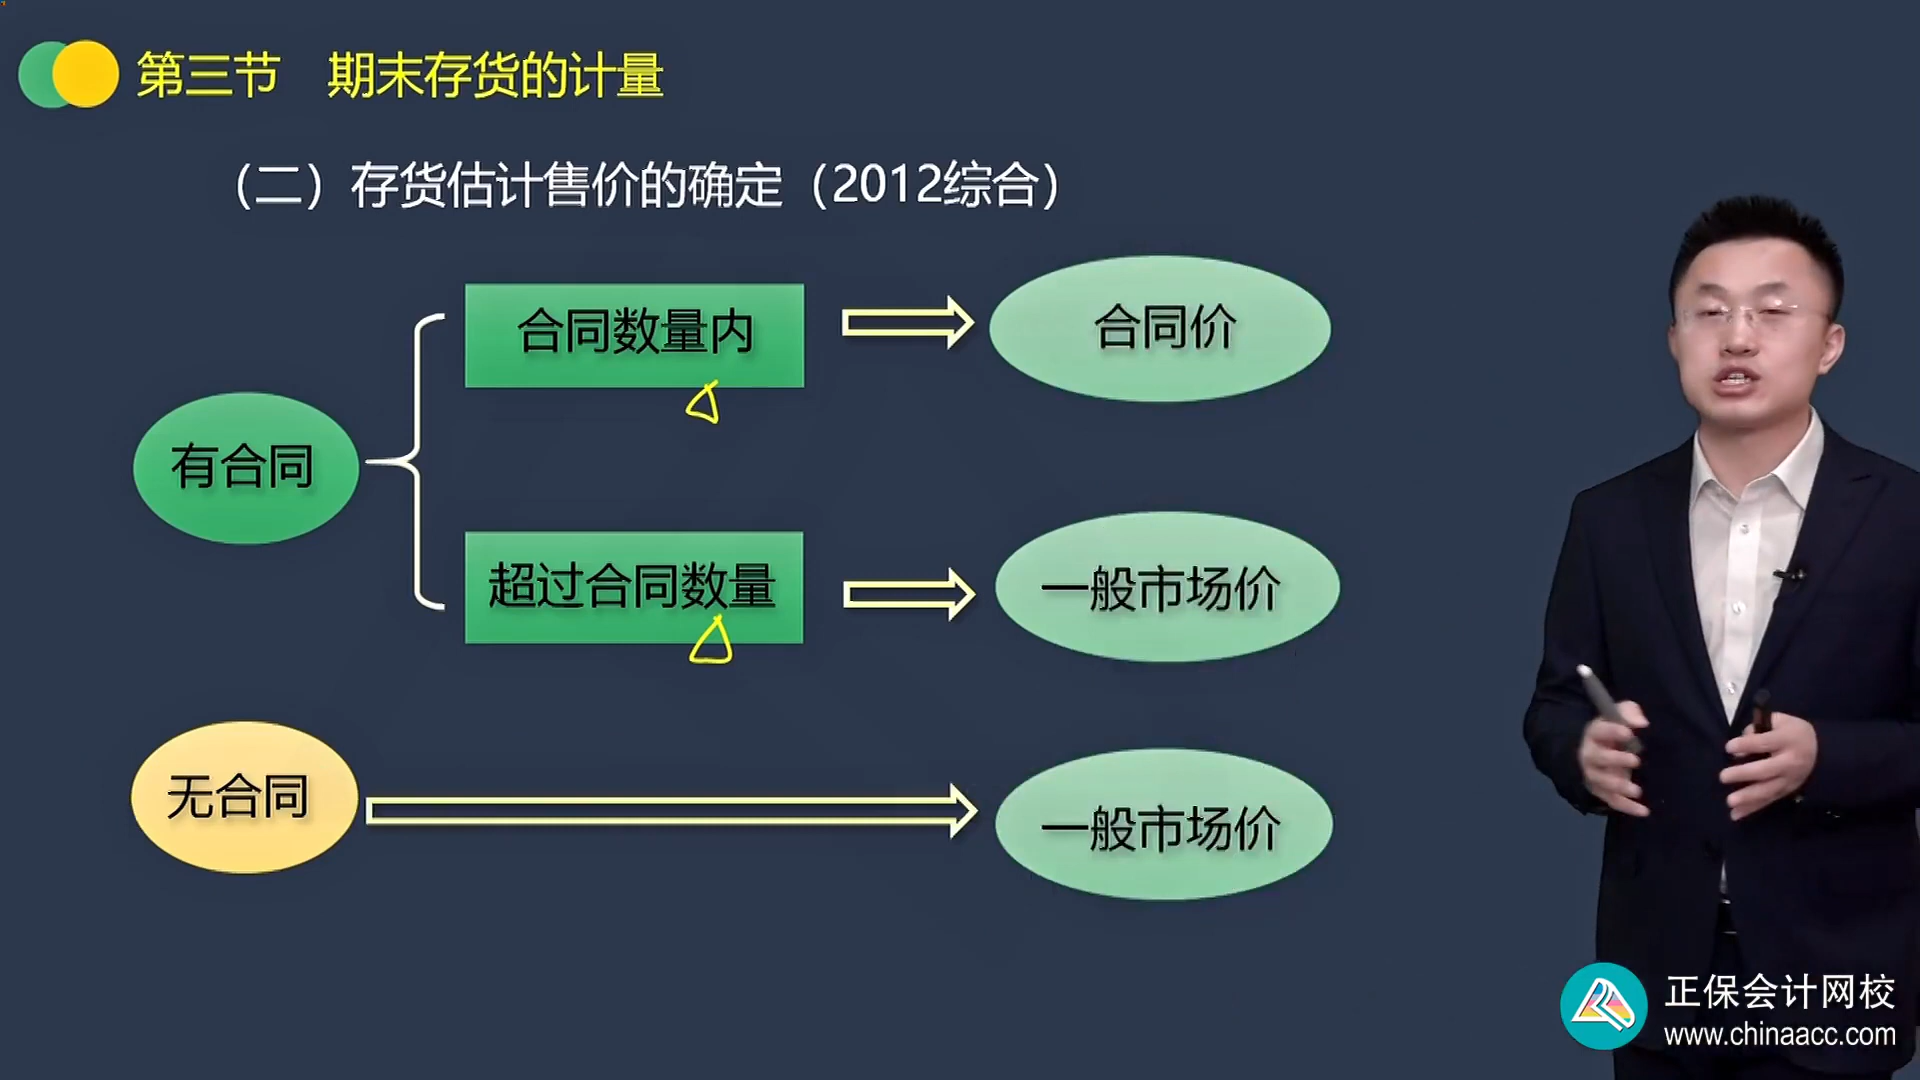 第三节 期末存货的计量
（二）存货估计售价的确定（2012综合）
合同数量内
合同价
有合同
超过合同数量
一般市场价
无合同
一般市场价
正保会计网校
www.chinaacc.com